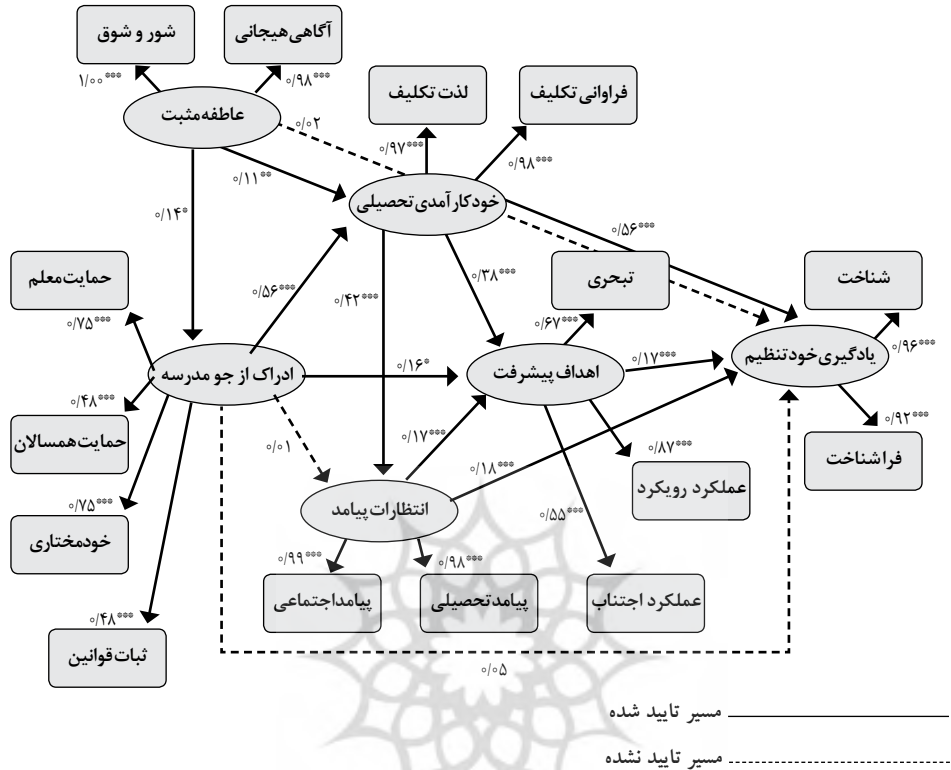 شور و شوق
آگاهی هیجانی
۱/۰۰***
۰/۹۸***
عاطفه مثبت
لذت تکلیف
فراوانی تکلیف
۰/۰۲
۰/۹۷***
۰/۹۸***
۰/۱۱**
خودکارآمدی تحصیلی
۰/۱۴*
۰/۵۶***
حمایت معلم
تبحری
شناخت
۰/۳۸***
۰/۵۶***
۰/۴۲***
۰/۷۵***
۰/۶۷***
۰/۹۶***
ادراک از جو مدرسه
۰/۱۶*
اهداف پیشرفت
۰/۱۷***
یادگیری خود تنظیم
۰/۴۸***
۰/۹۲***
حمایت همسالان
۰/۰۱
۰/۱۷***
۰/۸۷***
فراشناخت
۰/۱۸***
عملکرد رویکرد
۰/۷۵***
انتظارات پیامد
۰/۵۵***
خودمختاری
۰/۹۹***
۰/۹۸***
پیامد اجتماعی
پیامد تحصیلی
عملکرد اجتناب
۰/۴۸***
ثبات قوانین
۰/۰۵
مسیر تایید شده
مسیر تایید نشده